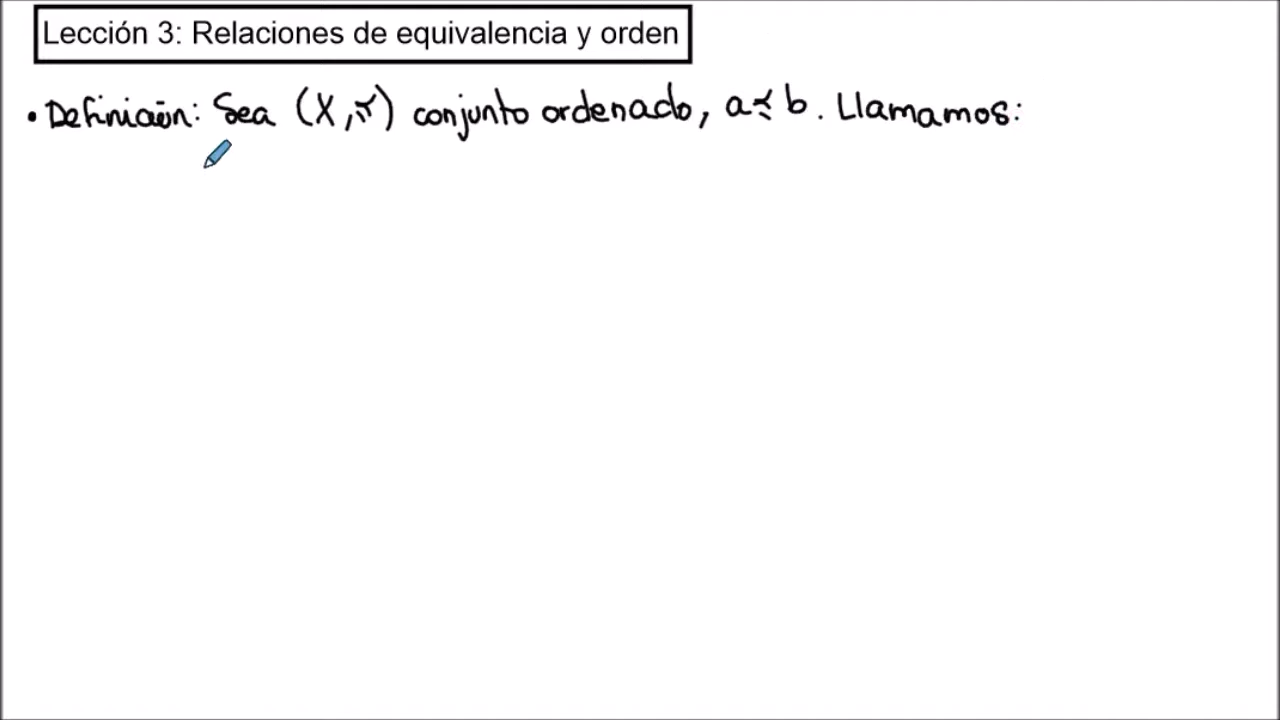 Lección 3: Relaciones de equivalencia y orden
• Definición: Sea (X, ≼) conjunto ordenado, a ≼ b. Llamamos: